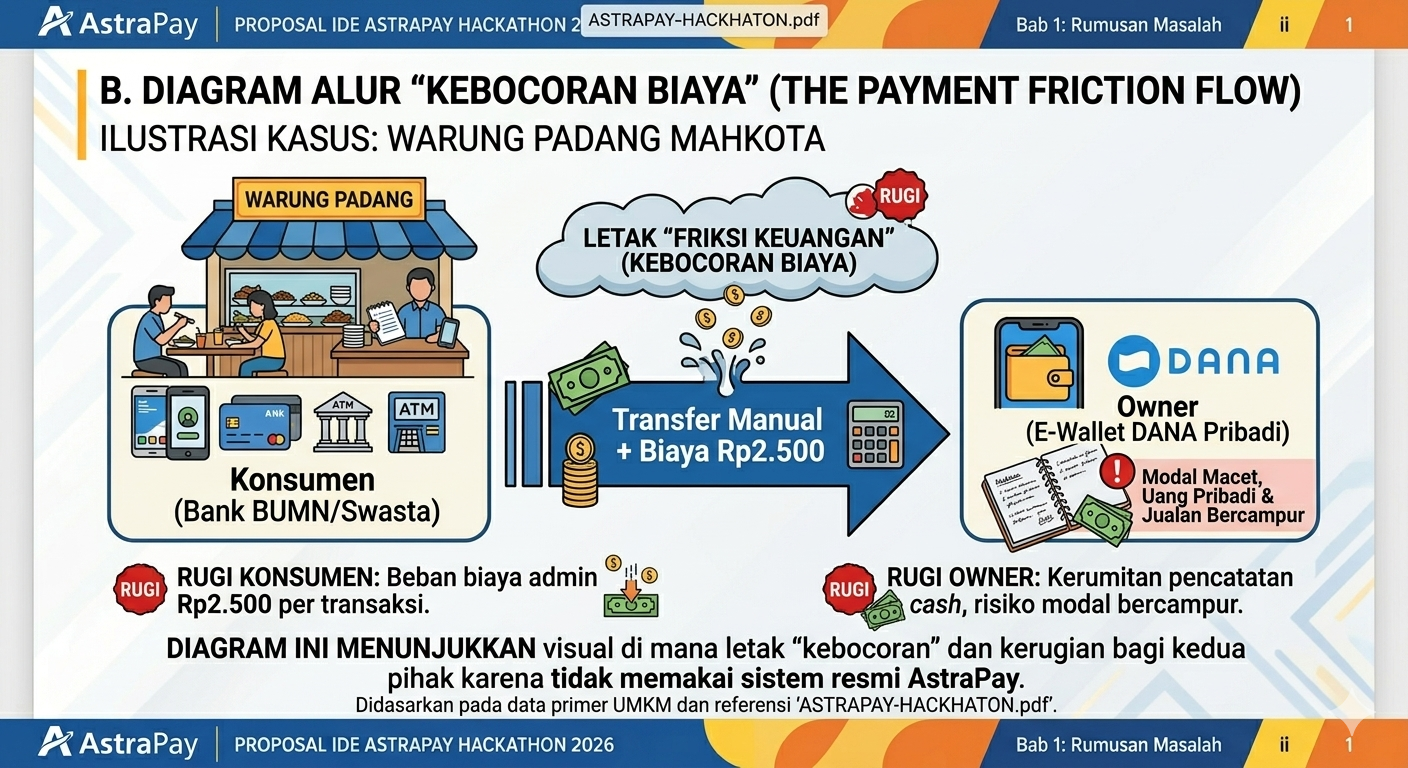 AstraPay
PROPOSAL IDE ASTRAPAY HACKATHON 2
ASTRAPAY-HACKHATON.pdf
Bab 1: Rumusan Masalah
ii
1
B. DIAGRAM ALUR “KEBOCORAN BIAYA” (THE PAYMENT FRICTION FLOW)
ILUSTRASI KASUS: WARUNG PADANG MAHKOTA
WARUNG PADANG
RUGI
LETAK “FRIKSI KEUANGAN”
(KEBOCORAN BIAYA)
ANK
ATM
ATM
Konsumen
(Bank BUMN/Swasta)
Transfer Manual
+ Biaya Rp2.500
DANA
Owner
(E-Wallet DANA Pribadi)
!
Modal Macet,
Uang Pribadi &
Jualan Bercampur
RUGI
RUGI KONSUMEN: Beban biaya admin
Rp2.500 per transaksi.
RUGI
RUGI OWNER: Kerumitan pencatatan
cash, risiko modal bercampur.
DIAGRAM INI MENUNJUKKAN visual di mana letak “kebocoran” dan kerugian bagi kedua
pihak karena tidak memakai sistem resmi AstraPay.
Didasarkan pada data primer UMKM dan referensi ‘ASTRAPAY-HACKHATON.pdf’.
AstraPay
PROPOSAL IDE ASTRAPAY HACKATHON 2026
Bab 1: Rumusan Masalah
ii
1